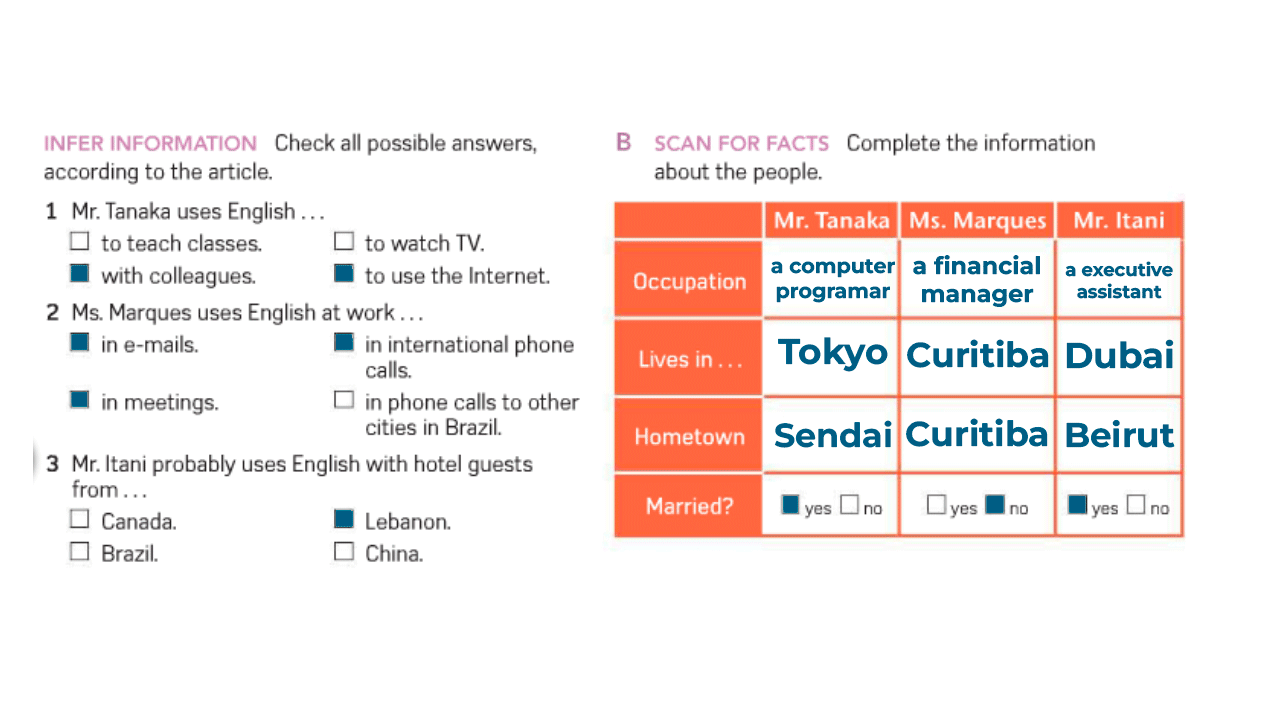 INFER INFORMATION Check all possible answers,
according to the article.
1 Mr. Tanaka uses English . . .
to teach classes.
to watch TV.
with colleagues.
to use the Internet.
2 Ms. Marques uses English at work . . .
in e-mails.
in international phone
calls.
in meetings.
in phone calls to other
cities in Brazil.
3 Mr. Itani probably uses English with hotel guests
from . . .
Canada.
Lebanon.
Brazil.
China.
B SCAN FOR FACTS Complete the information
about the people.
Mr. Tanaka Ms. Marques Mr. Itani
Occupation
a computer
programar
a financial
manager
a executive
assistant
Lives in . . . Tokyo Curitiba Dubai
Hometown Sendai Curitiba Beirut
Married? yes no yes no yes no